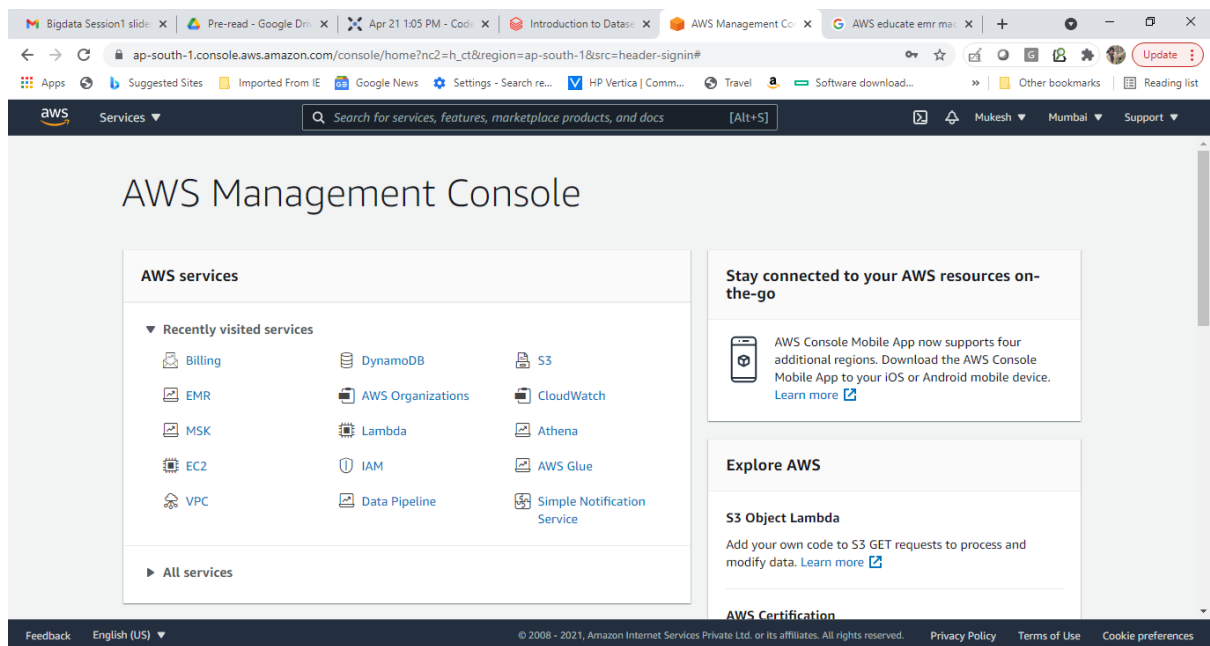 Bigdata Session1 slide
Pre-read - Google Driv
Apr 21 1:05 PM - Code
Introduction to Datase
AWS Management Co
AWS educate emr mac
ap-south-1.console.aws.amazon.com/console/home?nc2=h_ct&region=ap-south-1&src=header-signin#
Update
Apps
Suggested Sites
Imported From IE
Google News
Settings - Search re...
HP Vertica | Comm...
Travel
Software download...
»
Other bookmarks
Reading list
aws
Services
Search for services, features, marketplace products, and docs [Alt+S]
Mukesh
Mumbai
Support
AWS Management Console
AWS services
Recently visited services
Billing
DynamoDB
S3
EMR
AWS Organizations
CloudWatch
MSK
Lambda
Athena
EC2
IAM
AWS Glue
VPC
Data Pipeline
Simple Notification
Service
All services
Stay connected to your AWS resources on-
the-go
AWS Console Mobile App now supports four
additional regions. Download the AWS Console
Mobile App to your iOS or Android mobile device.
Learn more
Explore AWS
S3 Object Lambda
Add your own code to S3 GET requests to process and
modify data. Learn more
AWS Certification
Feedback
English (US)
© 2008 - 2021, Amazon Internet Services Private Ltd. or its affiliates. All rights reserved.
Privacy Policy
Terms of Use
Cookie preferences